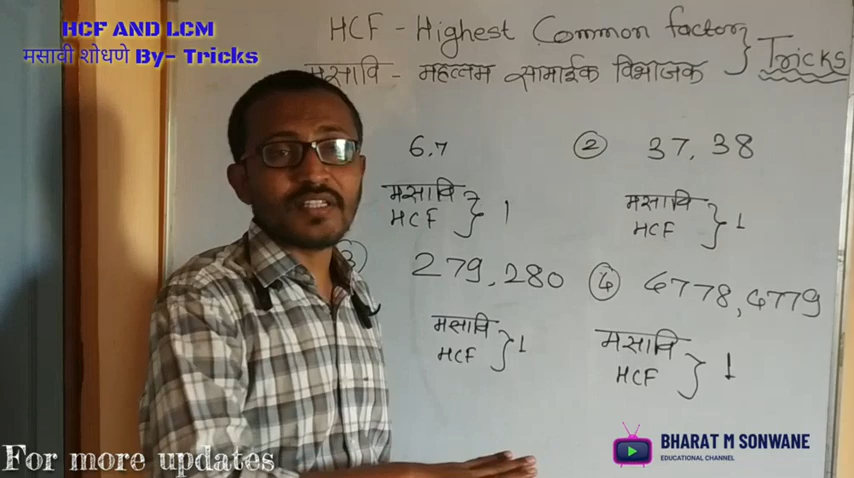 HCF AND LCM
मसावी शोधणे By- Tricks
HCF - Highest Common factor } Tricks
मसावि - महत्तम सामाईक विभाजक
6,7
② 37, 38
मसावि
HCF } 1
मसावि
HCF } 1
③ 279, 280
④ 4778, 4779
मसावि
HCF } 1
मसावि
HCF } 1
BHARAT M SONWANE
EDUCATIONAL CHANNEL
For more updates